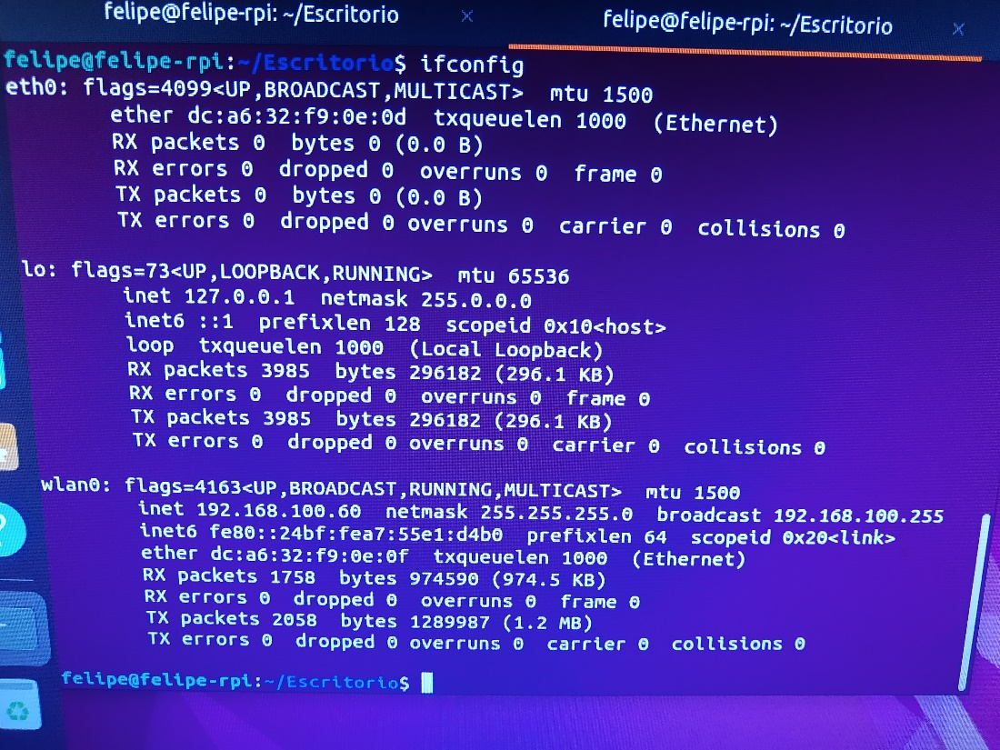 felipe@felipe-rpi: ~/Escritorio × felipe@felipe-rpi: ~/Escritorio ×
felipe@felipe-rpi:~/Escritorio$ ifconfig
eth0: flags=4099<UP,BROADCAST,MULTICAST>  mtu 1500
        ether dc:a6:32:f9:0e:0d  txqueuelen 1000  (Ethernet)
        RX packets 0  bytes 0 (0.0 B)
        RX errors 0  dropped 0  overruns 0  frame 0
        TX packets 0  bytes 0 (0.0 B)
        TX errors 0  dropped 0 overruns 0  carrier 0  collisions 0

lo: flags=73<UP,LOOPBACK,RUNNING>  mtu 65536
        inet 127.0.0.1  netmask 255.0.0.0
        inet6 ::1  prefixlen 128  scopeid 0x10<host>
        loop  txqueuelen 1000  (Local Loopback)
        RX packets 3985  bytes 296182 (296.1 KB)
        RX errors 0  dropped 0  overruns 0  frame 0
        TX packets 3985  bytes 296182 (296.1 KB)
        TX errors 0  dropped 0 overruns 0  carrier 0  collisions 0

wlan0: flags=4163<UP,BROADCAST,RUNNING,MULTICAST>  mtu 1500
        inet 192.168.100.60  netmask 255.255.255.0  broadcast 192.168.100.255
        inet6 fe80::24bf:fea7:55e1:d4b0  prefixlen 64  scopeid 0x20<link>
        ether dc:a6:32:f9:0e:0f  txqueuelen 1000  (Ethernet)
        RX packets 1758  bytes 974590 (974.5 KB)
        RX errors 0  dropped 0  overruns 0  frame 0
        TX packets 2058  bytes 1289987 (1.2 MB)
        TX errors 0  dropped 0 overruns 0  carrier 0  collisions 0

felipe@felipe-rpi:~/Escritorio$